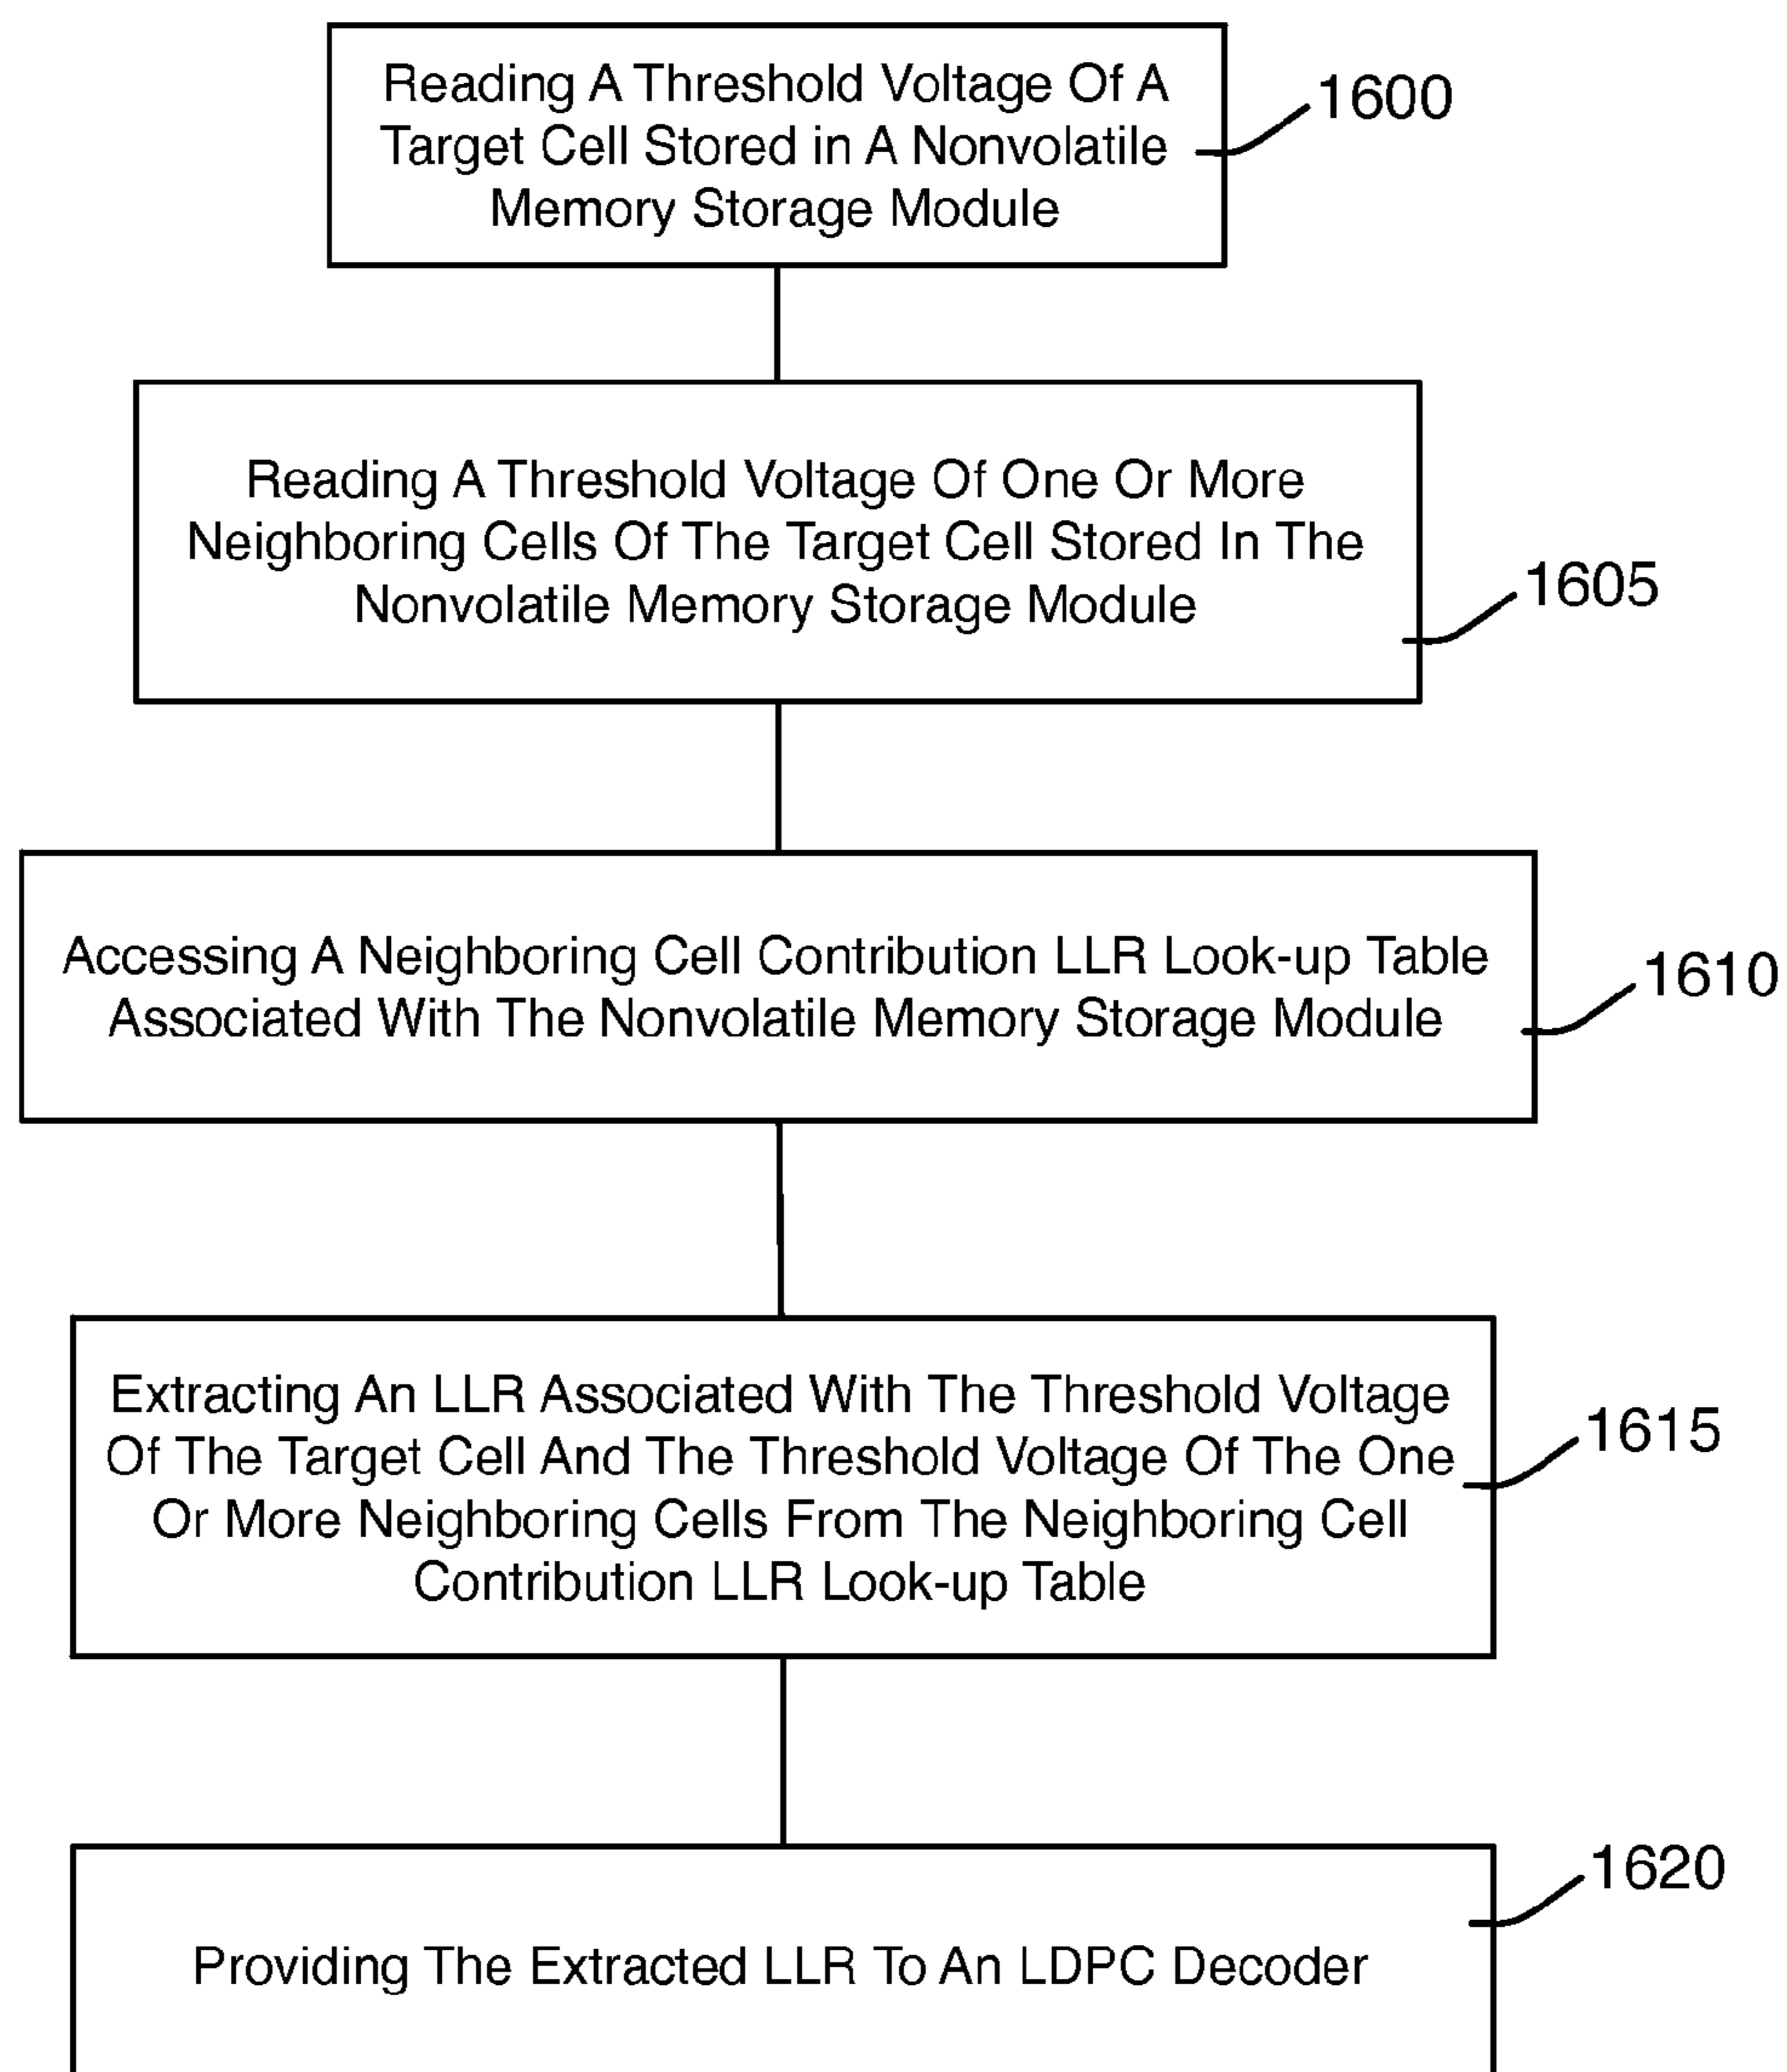 Reading A Threshold Voltage Of A
Target Cell Stored in A Nonvolatile
Memory Storage Module
1600
Reading A Threshold Voltage Of One Or More
Neighboring Cells Of The Target Cell Stored In The
Nonvolatile Memory Storage Module
1605
Accessing A Neighboring Cell Contribution LLR Look-up Table
Associated With The Nonvolatile Memory Storage Module
1610
Extracting An LLR Associated With The Threshold Voltage
Of The Target Cell And The Threshold Voltage Of The One
Or More Neighboring Cells From The Neighboring Cell
Contribution LLR Look-up Table
1615
Providing The Extracted LLR To An LDPC Decoder
1620